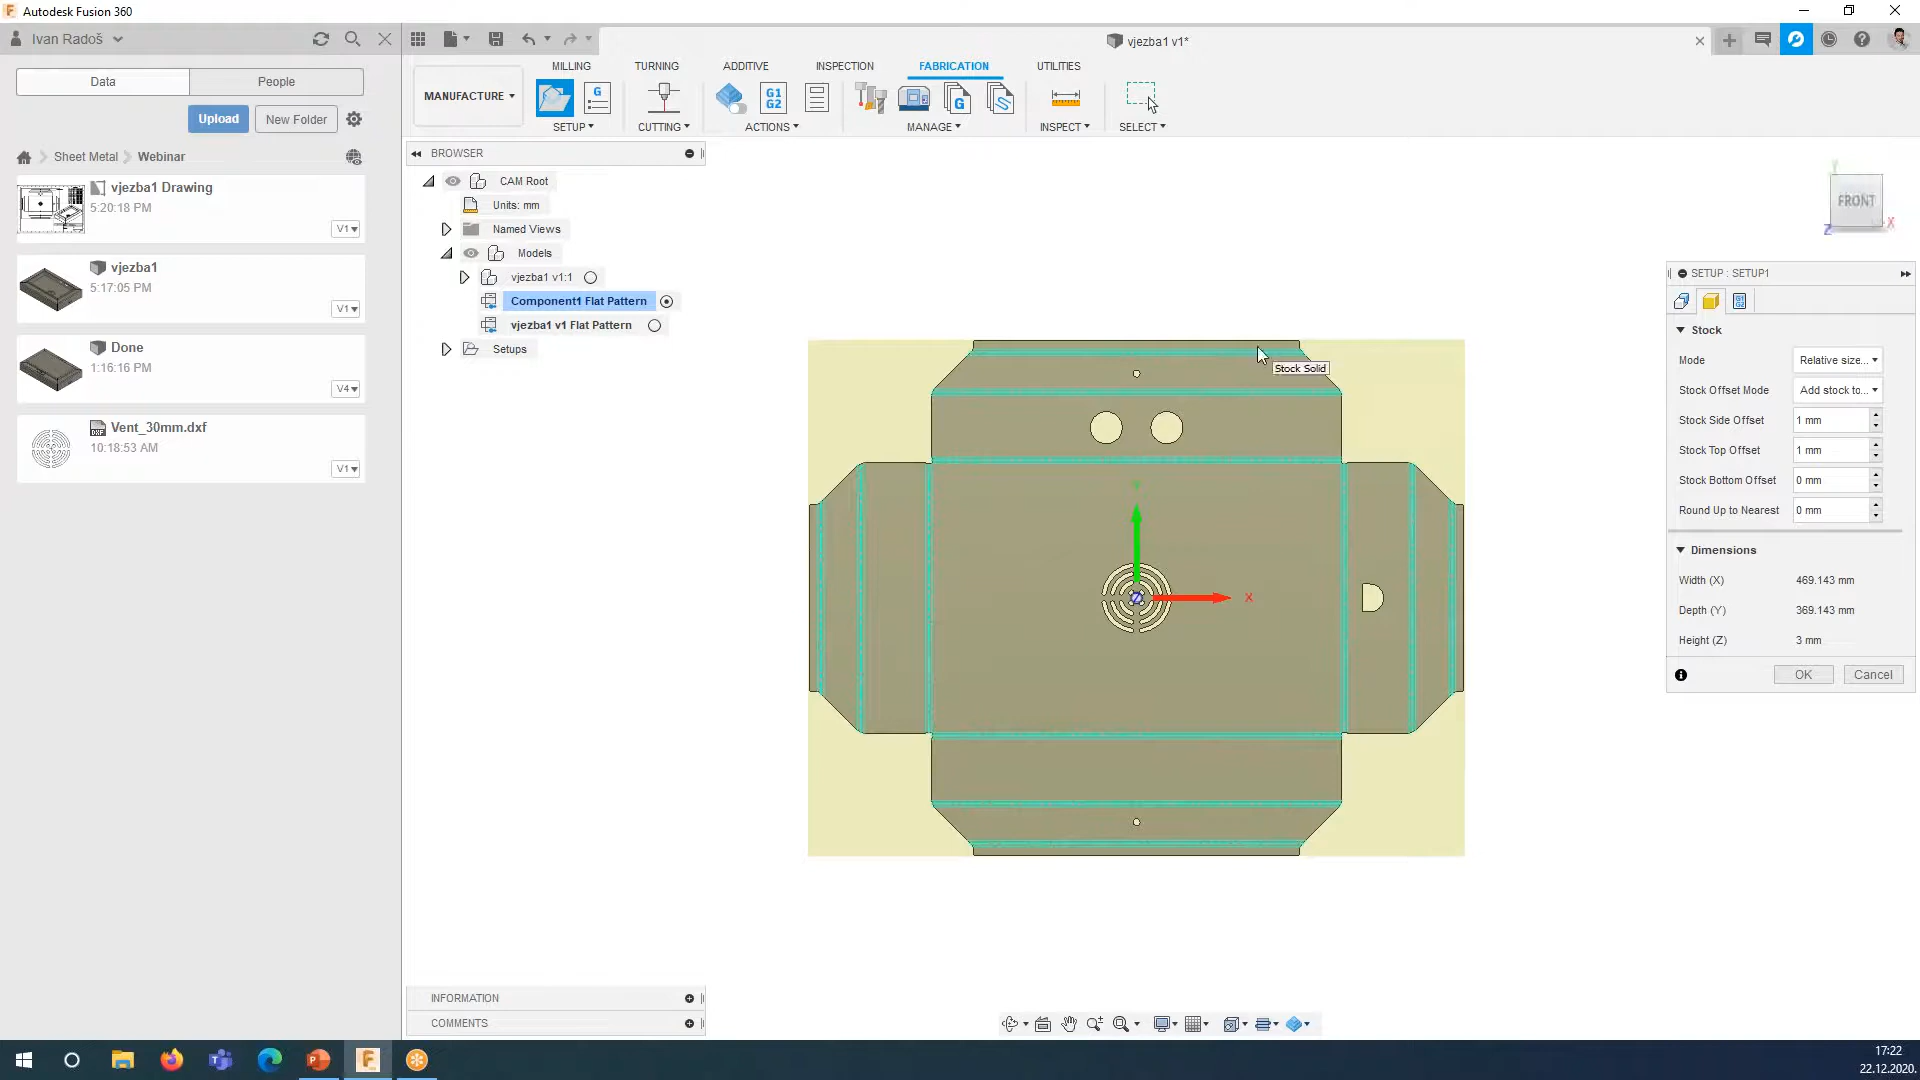 Autodesk Fusion 360
Ivan Radoš
vjezba1 v1*
Data
People
Upload
New Folder
Sheet Metal
Webinar
vjezba1 Drawing
5:20:18 PM
V1
vjezba1
5:17:05 PM
V1
Done
1:16:16 PM
V4
Vent_30mm.dxf
10:18:53 AM
V1
MILLING
TURNING
ADDITIVE
INSPECTION
FABRICATION
UTILITIES
MANUFACTURE
G
G1
G2
G
SETUP
CUTTING
ACTIONS
MANAGE
INSPECT
SELECT
BROWSER
CAM Root
Units: mm
Named Views
Models
vjezba1 v1:1
Component1 Flat Pattern
vjezba1 v1 Flat Pattern
Setups
Stock Solid
Y
X
Z
FRONT
Z
X
SETUP : SETUP1
Stock
Mode
Relative size...
Stock Offset Mode
Add stock to...
Stock Side Offset
1 mm
Stock Top Offset
1 mm
Stock Bottom Offset
0 mm
Round Up to Nearest
0 mm
Dimensions
Width (X)
469.143 mm
Depth (Y)
369.143 mm
Height (Z)
3 mm
OK
Cancel
INFORMATION
COMMENTS
17:22
22.12.2020.